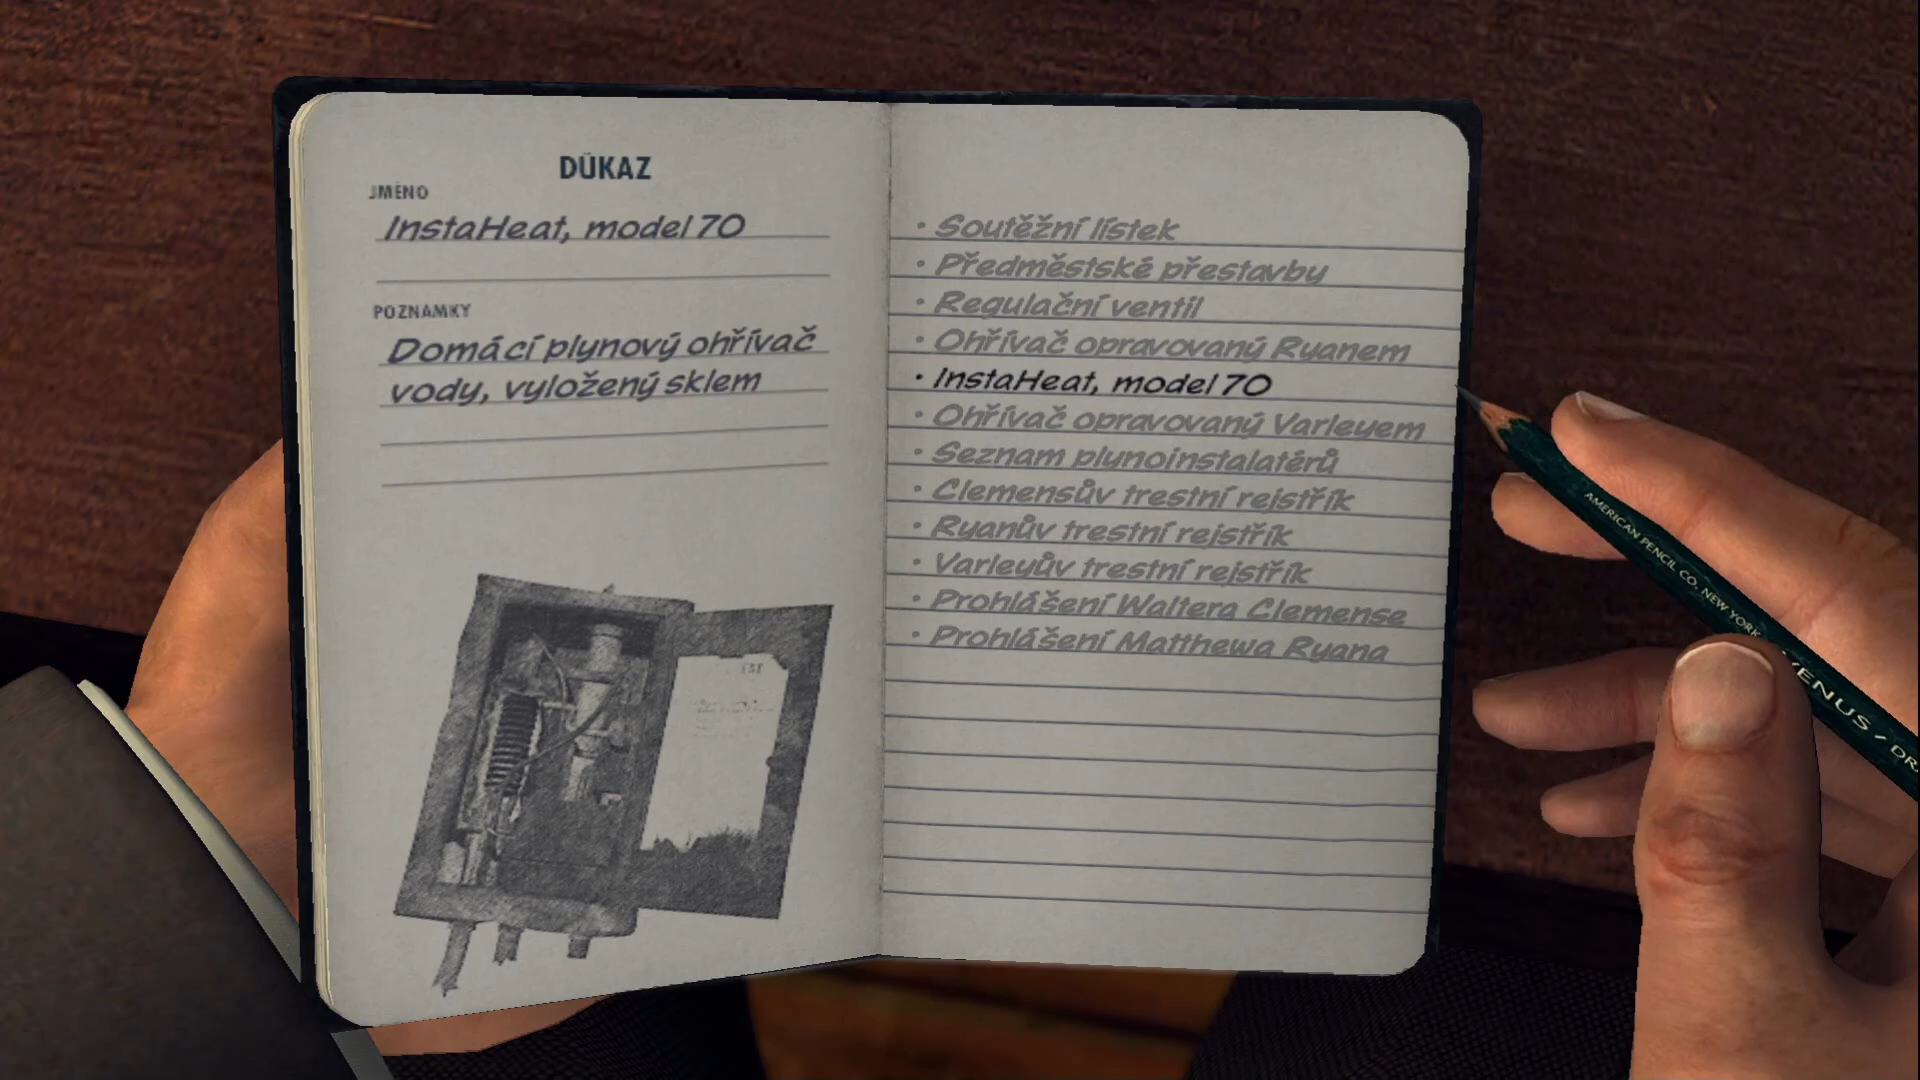 DŮKAZ
JMÉNO
InstaHeat, model 70
POZNÁMKY
Domácí plynový ohřívač
vody, vyložený sklem
• Soutěžní lístek
• Předměstské přestavby
• Regulační ventil
• Ohřívač opravovaný Ryanem
• InstaHeat, model 70
• Ohřívač opravovaný Varleyem
• Seznam plynoinstalatérů
• Clemensův trestní rejstřík
• Ryanův trestní rejstřík
• Varleyův trestní rejstřík
• Prohlášení Waltera Clemense
• Prohlášení Matthewa Ryana
AMERICAN PENCIL CO. NEW YORK
VENUS / DR